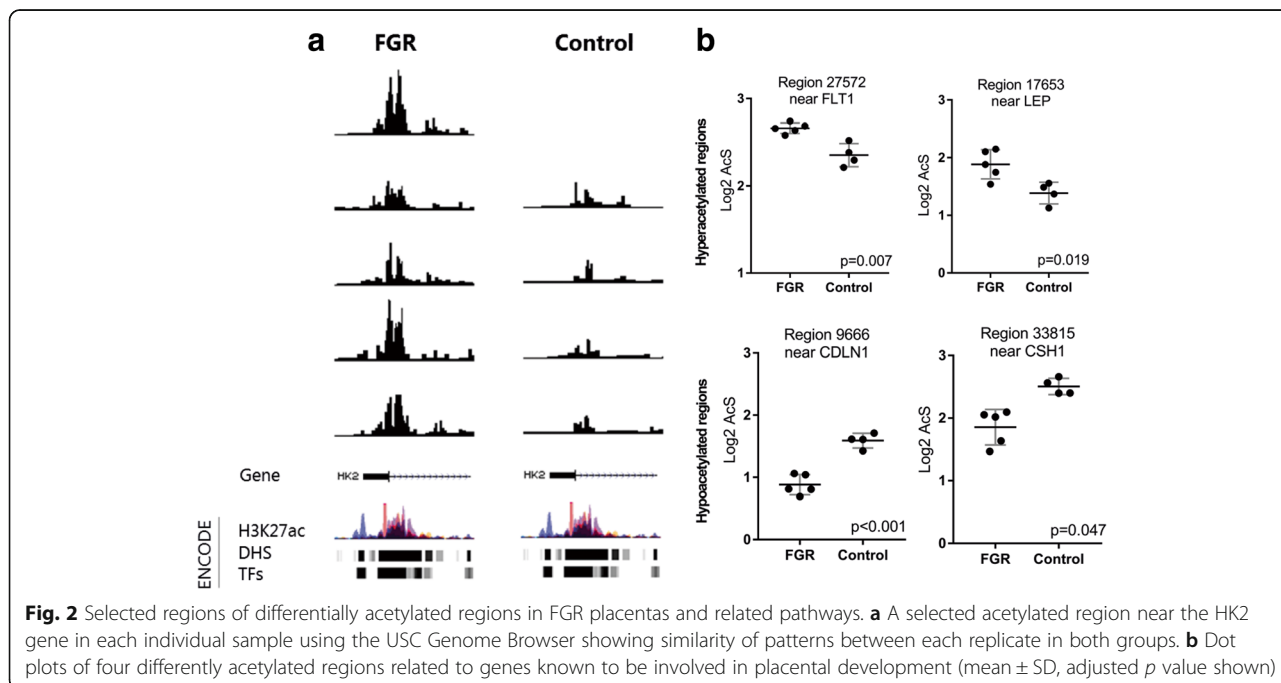 a
FGR
Control
Gene
HK2
HK2
ENCODE
H3K27ac
DHS
TFs
b
Hyperacetylated regions
Region 27572
near FLT1
Log2 AcS
3
2
1
p=0.007
FGR
Control
Region 17653
near LEP
Log2 AcS
3
2
1
0
p=0.019
FGR
Control
Hypoacetylated regions
Region 9666
near CDLN1
Log2 AcS
3
2
1
0
p<0.001
FGR
Control
Region 33815
near CSH1
Log2 AcS
3
2
1
0
p=0.047
FGR
Control
Fig. 2 Selected regions of differentially acetylated regions in FGR placentas and related pathways. a A selected acetylated region near the HK2
gene in each individual sample using the USC Genome Browser showing similarity of patterns between each replicate in both groups. b Dot
plots of four differently acetylated regions related to genes known to be involved in placental development (mean ± SD, adjusted p value shown)